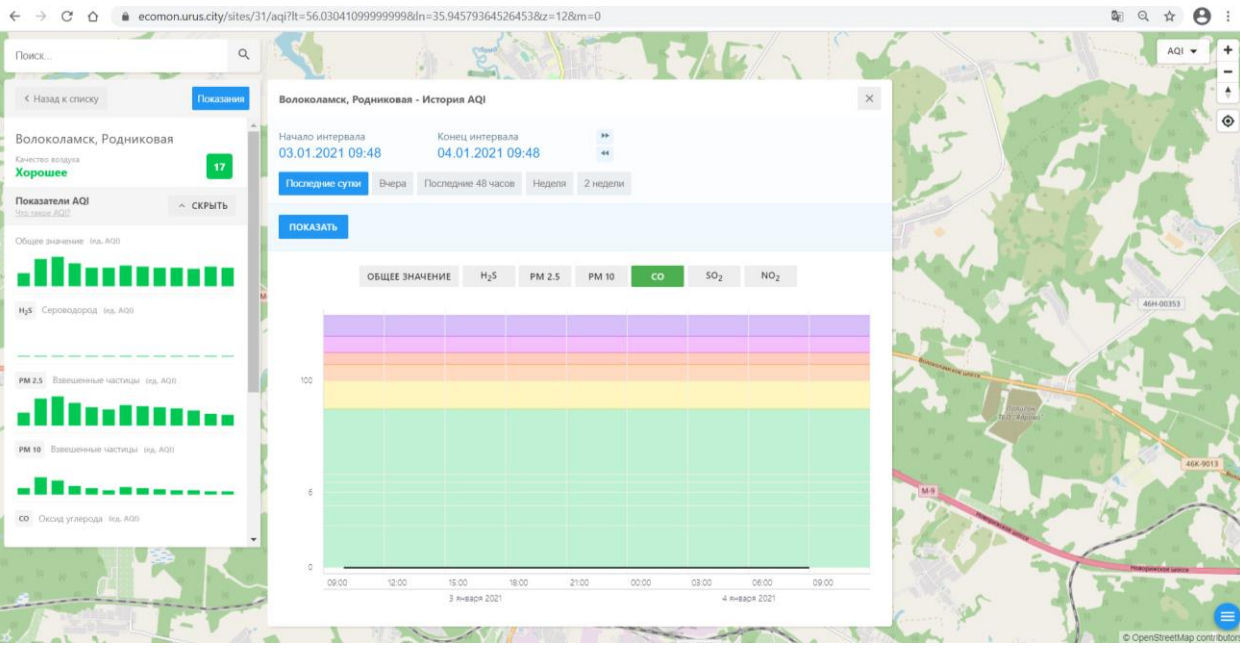 ecomon.urus.city/sites/31/aqi?lt=56.03041099999999&ln=35.94579364526453&z=12&m=0
Поиск...
AQI
Назад к списку
Показания
Волоколамск, Родниковая
Качество воздуха
Хорошее
17
Показатели AQI
Что такое AQI?
СКРЫТЬ
Общее значение (ед. AQI)
H₂S Сероводород (ед. AQI)
PM 2.5 Взвешенные частицы (ед. AQI)
PM 10 Взвешенные частицы (ед. AQI)
CO Оксид углерода (ед. AQI)
Волоколамск, Родниковая - История AQI
Начало интервала
Конец интервала
03.01.2021 09:48
04.01.2021 09:48
Последние сутки
Вчера
Последние 48 часов
Неделя
2 недели
ПОКАЗАТЬ
ОБЩЕЕ ЗНАЧЕНИЕ
H₂S
PM 2.5
PM 10
CO
SO₂
NO₂
100
6
0
09:00 12:00 15:00 18:00 21:00 00:00 03:00 06:00 09:00
3 января 2021
4 января 2021
46Н-00353
Волоколамское шоссе
46К-9013
М-9
Новорижское шоссе
Новорижское шоссе
© OpenStreetMap contributors